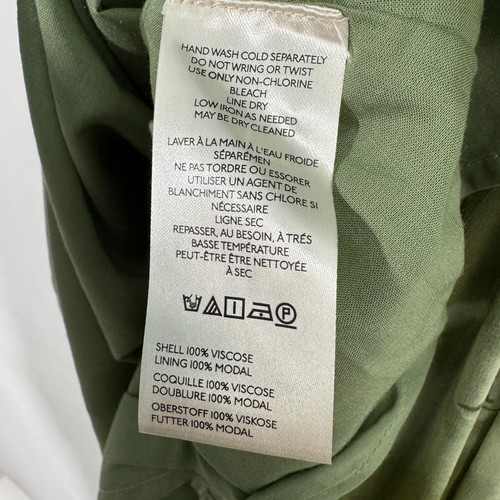 HAND WASH COLD SEPARATELY
DO NOT WRING OR TWIST
USE ONLY NON-CHLORINE
BLEACH
LINE DRY
LOW IRON AS NEEDED
MAY BE DRY CLEANED
LAVER À LA MAIN À L'EAU FROIDE
SÉPARÉMEN
NE PAS TORDRE OU ESSORER
UTILISER UN AGENT DE
BLANCHIMENT SANS CHLORE SI
NÉCESSAIRE
LIGNE SEC
REPASSER, AU BESOIN, À TRÉS
BASSE TEMPÉRATURE
PEUT-ÊTRE ÊTRE NETTOYÉE
À SEC
P
SHELL 100% VISCOSE
LINING 100% MODAL
COQUILLE 100% VISCOSE
DOUBLURE 100% MODAL
OBERSTOFF 100% VISKOSE
FUTTER 100% MODAL